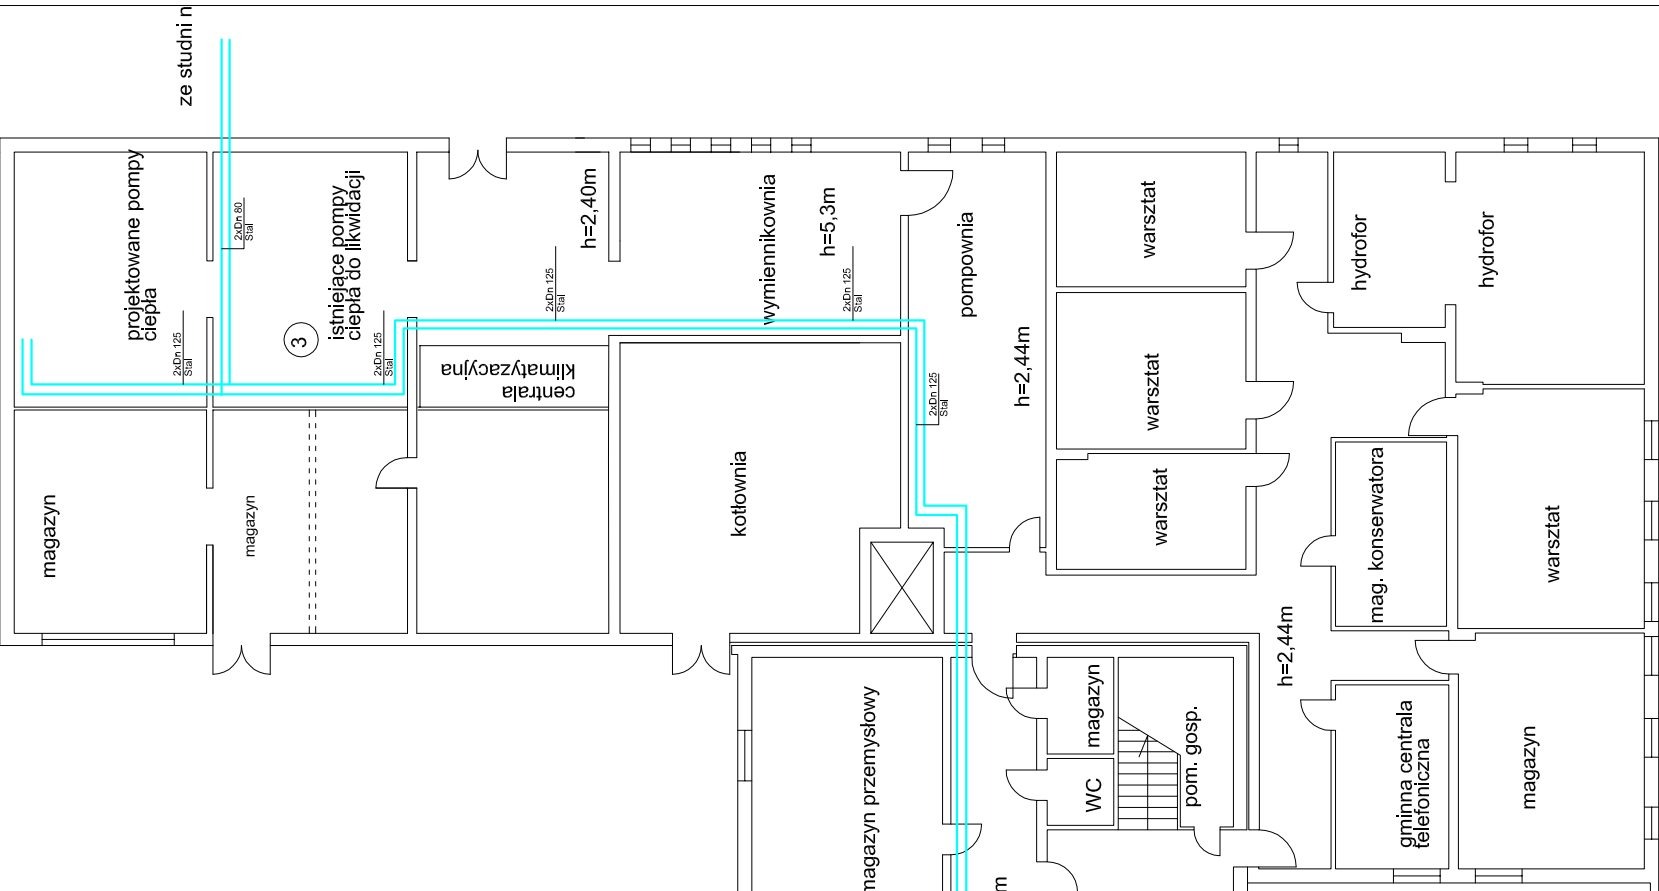 ze studni n
projektowane pompy
ciepła
2xDn 80
Stal
istniejące pompy
ciepła do likwidacji
3
2xDn 125
Stal
2xDn 125
Stal
h=2,40m
2xDn 125
Stal
wymiennikownia
h=5,3m
2xDn 125
Stal
pompownia
h=2,44m
2xDn 125
Stal
warsztat
warsztat
warsztat
hydrofor
hydrofor
centrala
klimatyzacyjna
magazyn
magazyn
kotłownia
mag. konserwatora
warsztat
h=2,44m
magazyn przemysłowy
magazyn
WC
pom. gosp.
gminna centrala
telefoniczna
magazyn
m